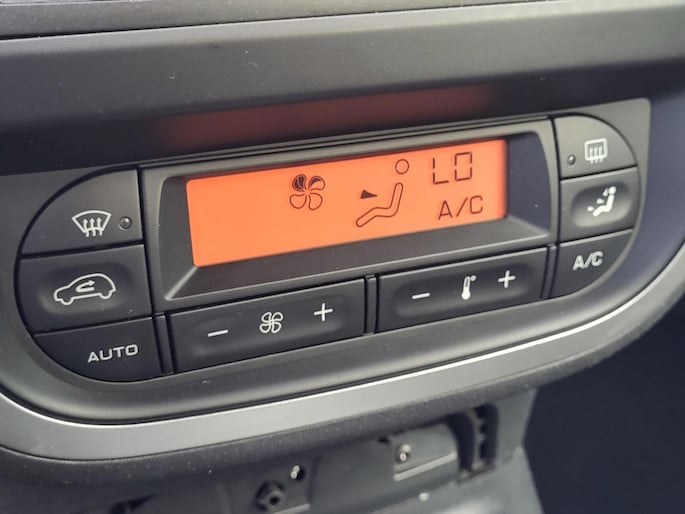 LO
A/C
A/C
- +
- +
AUTO